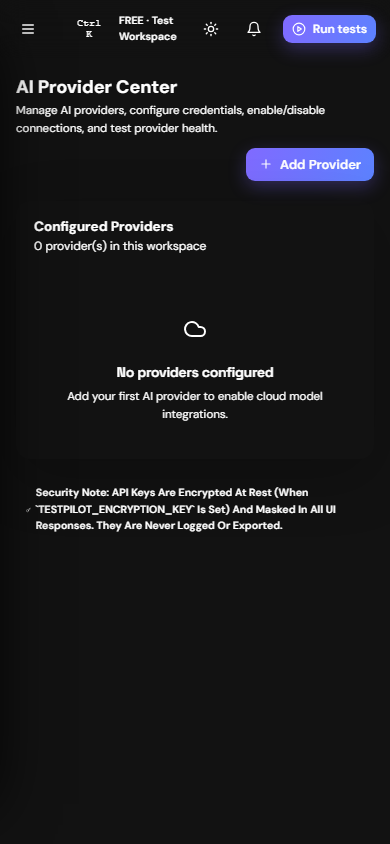 Ctrl
K
FREE · Test
Workspace
Run tests
AI Provider Center
Manage AI providers, configure credentials, enable/disable
connections, and test provider health.
Add Provider
Configured Providers
0 provider(s) in this workspace
No providers configured
Add your first AI provider to enable cloud model
integrations.
Security Note: API Keys Are Encrypted At Rest (When
`TESTPILOT_ENCRYPTION_KEY` Is Set) And Masked In All UI
Responses. They Are Never Logged Or Exported.